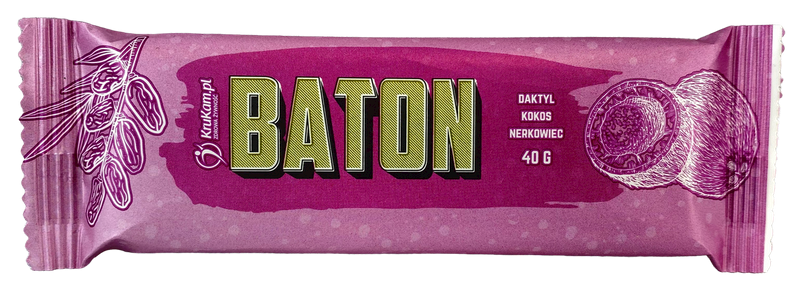 KruKam.pl
ZDROWA ŻYWNOŚĆ
BATON
DAKTYL
KOKOS
NERKOWIEC
40 G